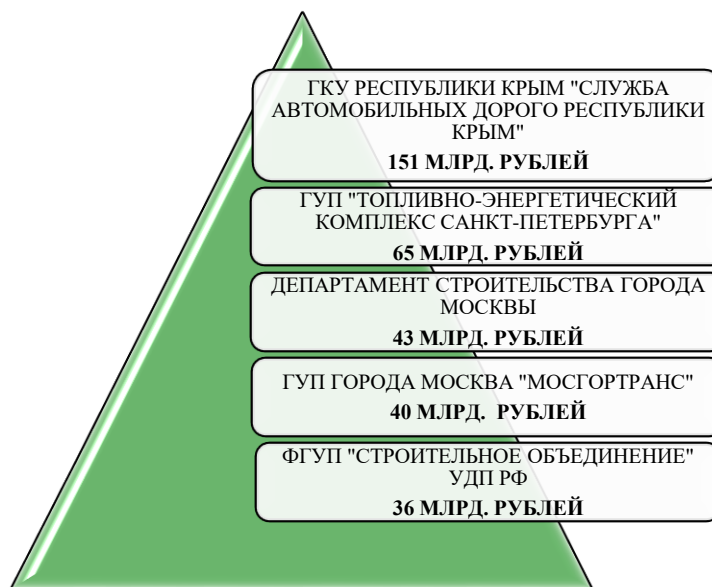 ГКУ РЕСПУБЛИКИ КРЫМ "СЛУЖБА
АВТОМОБИЛЬНЫХ ДОРОГО РЕСПУБЛИКИ
КРЫМ"
151 МЛРД. РУБЛЕЙ
ГУП "ТОПЛИВНО-ЭНЕРГЕТИЧЕСКИЙ
КОМПЛЕКС САНКТ-ПЕТЕРБУРГА"
65 МЛРД. РУБЛЕЙ
ДЕПАРТАМЕНТ СТРОИТЕЛЬСТВА ГОРОДА
МОСКВЫ
43 МЛРД. РУБЛЕЙ
ГУП ГОРОДА МОСКВА "МОСГОРТРАНС"
40 МЛРД. РУБЛЕЙ
ФГУП "СТРОИТЕЛЬНОЕ ОБЪЕДИНЕНИЕ"
УДП РФ
36 МЛРД. РУБЛЕЙ